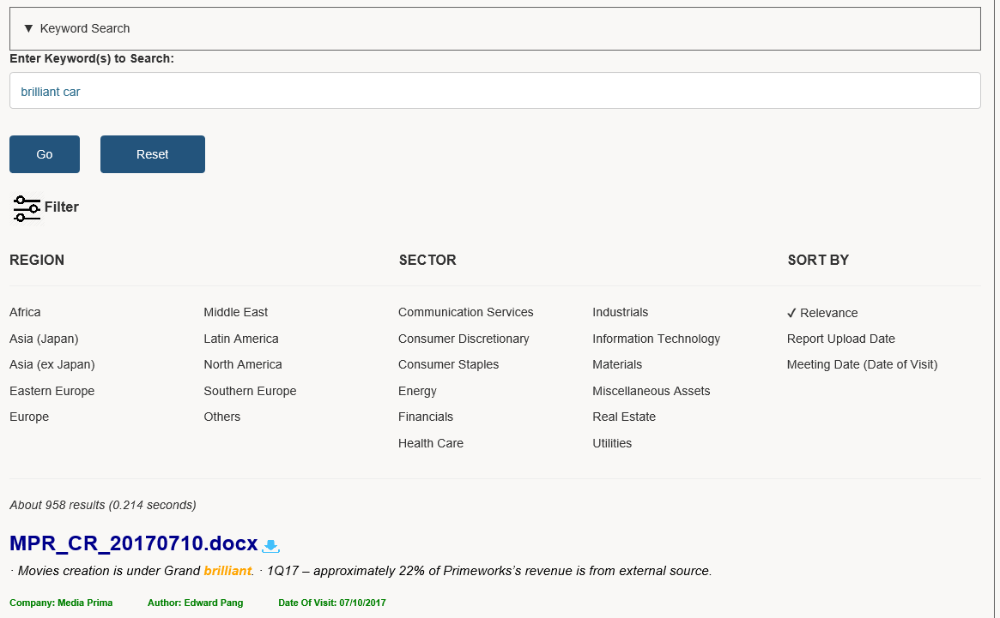 ▼ Keyword Search
Enter Keyword(s) to Search:
brilliant car
Go Reset
Filter
REGION SECTOR SORT BY
Africa Middle East Communication Services Industrials ✓ Relevance
Asia (Japan) Latin America Consumer Discretionary Information Technology Report Upload Date
Asia (ex Japan) North America Consumer Staples Materials Meeting Date (Date of Visit)
Eastern Europe Southern Europe Energy Miscellaneous Assets
Europe Others Financials Real Estate
Health Care Utilities
About 958 results (0.214 seconds)
MPR_CR_20170710.docx
· Movies creation is under Grand brilliant. · 1Q17 – approximately 22% of Primeworks's revenue is from external source.
Company: Media Prima Author: Edward Pang Date Of Visit: 07/10/2017